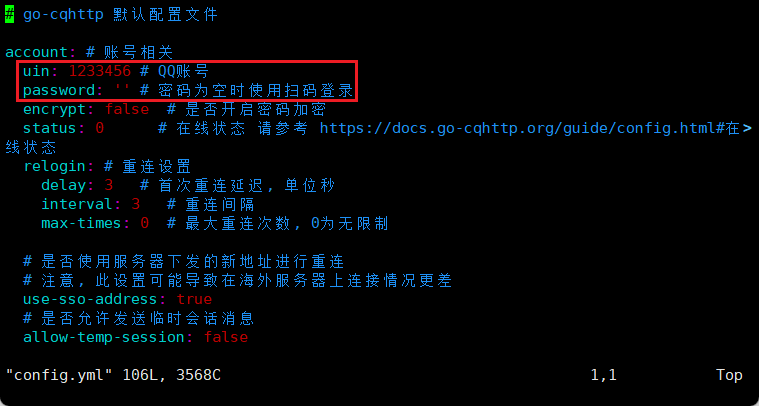 # go-cqhttp 默认配置文件
account: # 账号相关
uin: 1233456 # QQ账号
password: '' # 密码为空时使用扫码登录
encrypt: false # 是否开启密码加密
status: 0 # 在线状态 请参考 https://docs.go-cqhttp.org/guide/config.html#在>
线状态
relogin: # 重连设置
delay: 3 # 首次重连延迟, 单位秒
interval: 3 # 重连间隔
max-times: 0 # 最大重连次数, 0为无限制
# 是否使用服务器下发的新地址进行重连
# 注意, 此设置可能导致在海外服务器上连接情况更差
use-sso-address: true
# 是否允许发送临时会话消息
allow-temp-session: false
"config.yml" 106L, 3568C 1,1 Top